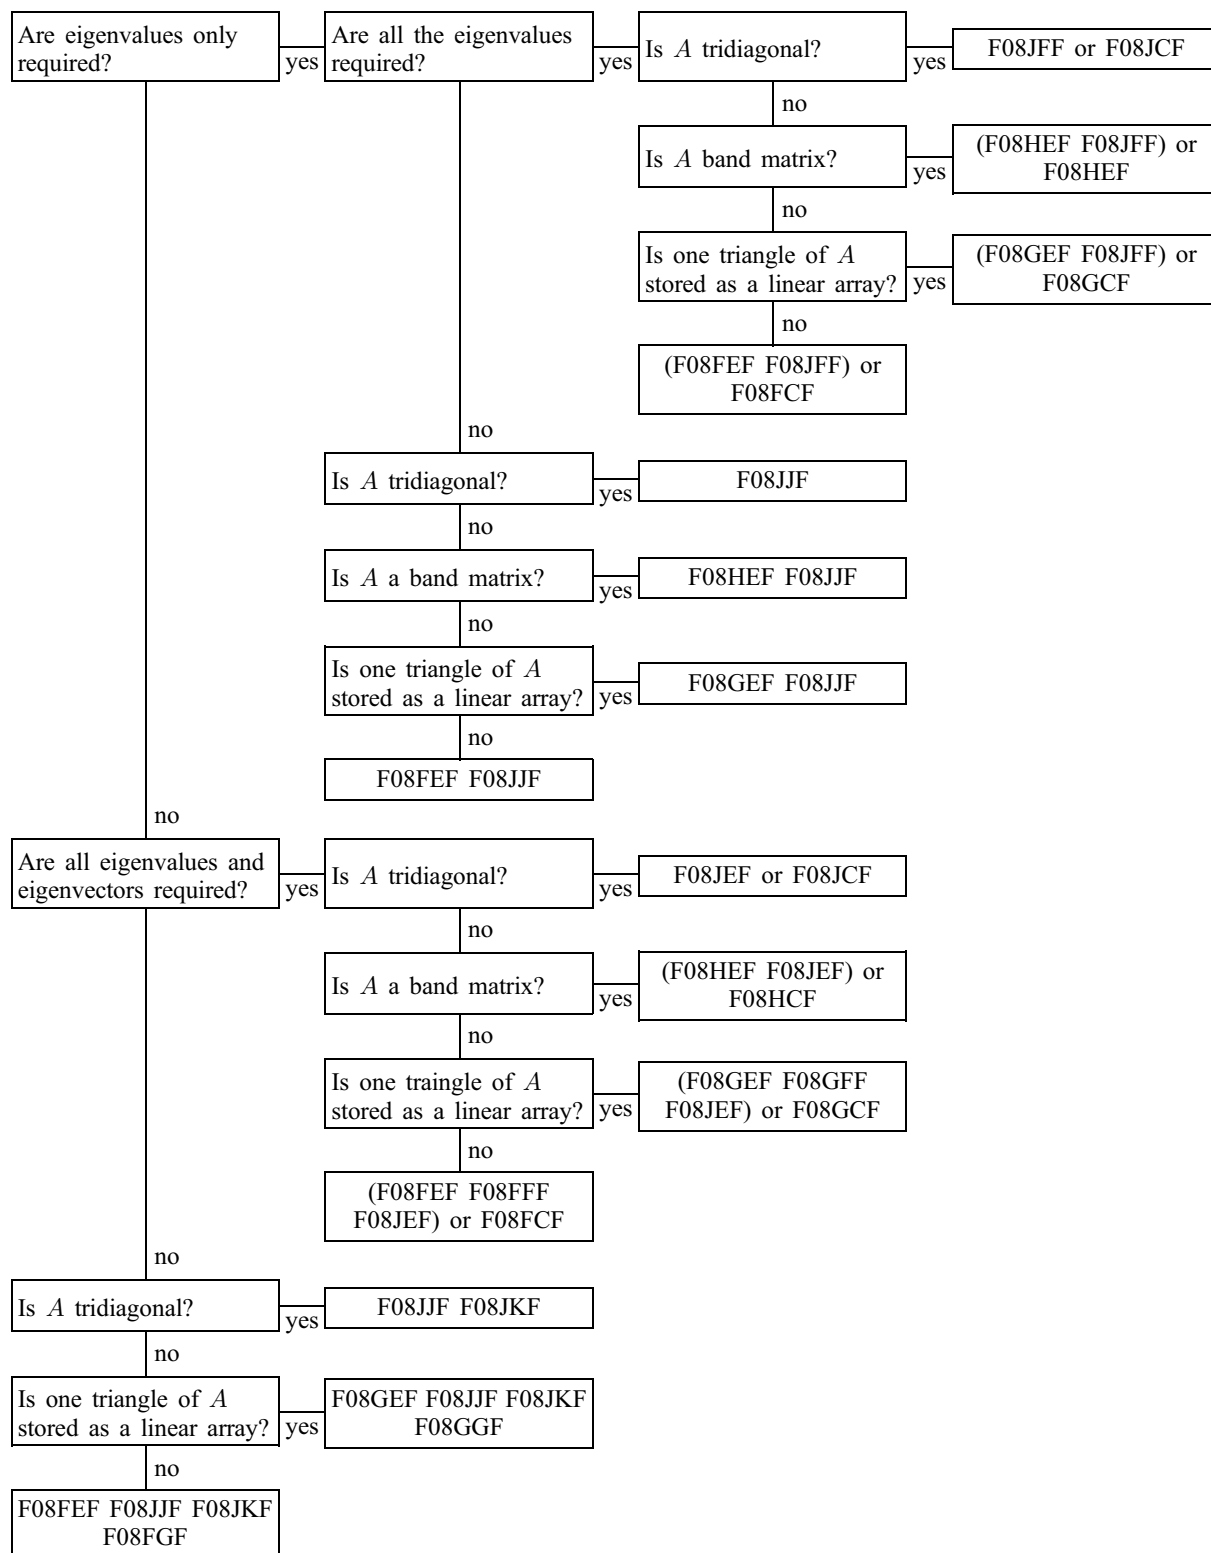 Are eigenvalues only
required?
yes
Are all the eigenvalues
required?
yes
Is A tridiagonal?
yes
F08JFF or F08JCF
no
Is A band matrix?
yes
(F08HEF F08JFF) or
F08HEF
no
Is one triangle of A
stored as a linear array?
yes
(F08GEF F08JFF) or
F08GCF
no
(F08FEF F08JFF) or
F08FCF
no
Is A tridiagonal?
yes
F08JJF
no
Is A a band matrix?
yes
F08HEF F08JJF
no
Is one triangle of A
stored as a linear array?
yes
F08GEF F08JJF
no
F08FEF F08JJF
no
Are all eigenvalues and
eigenvectors required?
yes
Is A tridiagonal?
yes
F08JEF or F08JCF
no
Is A a band matrix?
yes
(F08HEF F08JEF) or
F08HCF
no
Is one traingle of A
stored as a linear array?
yes
(F08GEF F08GFF
F08JEF) or F08GCF
no
(F08FEF F08FFF
F08JEF) or F08FCF
no
Is A tridiagonal?
yes
F08JJF F08JKF
no
Is one triangle of A
stored as a linear array?
yes
F08GEF F08JJF F08JKF
F08GGF
no
F08FEF F08JJF F08JKF
F08FGF